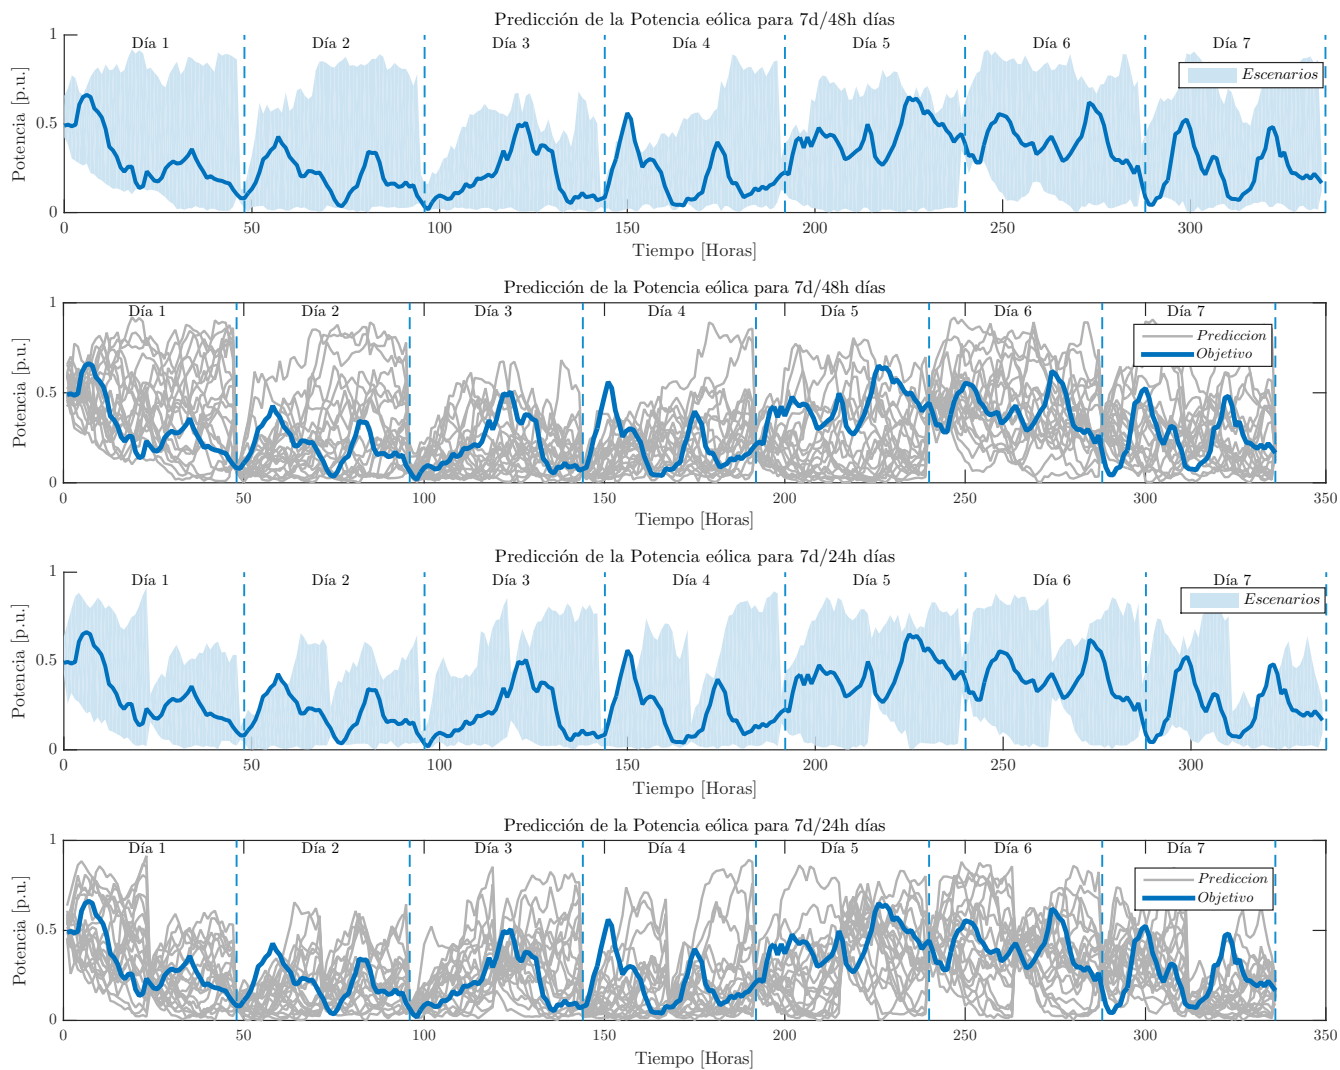 Predicción de la Potencia eólica para 7d/48h días
Día 1 Día 2 Día 3 Día 4 Día 5 Día 6 Día 7
Escenarios
Potencia [p.u.]
1
0.5
0
0 50 100 150 200 250 300
Tiempo [Horas]
Predicción de la Potencia eólica para 7d/48h días
Día 1 Día 2 Día 3 Día 4 Día 5 Día 6 Día 7
Prediccion
Objetivo
Potencia [p.u.]
1
0.5
0
0 50 100 150 200 250 300 350
Tiempo [Horas]
Predicción de la Potencia eólica para 7d/24h días
Día 1 Día 2 Día 3 Día 4 Día 5 Día 6 Día 7
Escenarios
Potencia [p.u.]
1
0.5
0
0 50 100 150 200 250 300
Tiempo [Horas]
Predicción de la Potencia eólica para 7d/24h días
Día 1 Día 2 Día 3 Día 4 Día 5 Día 6 Día 7
Prediccion
Objetivo
Potencia [p.u.]
1
0.5
0
0 50 100 150 200 250 300 350
Tiempo [Horas]